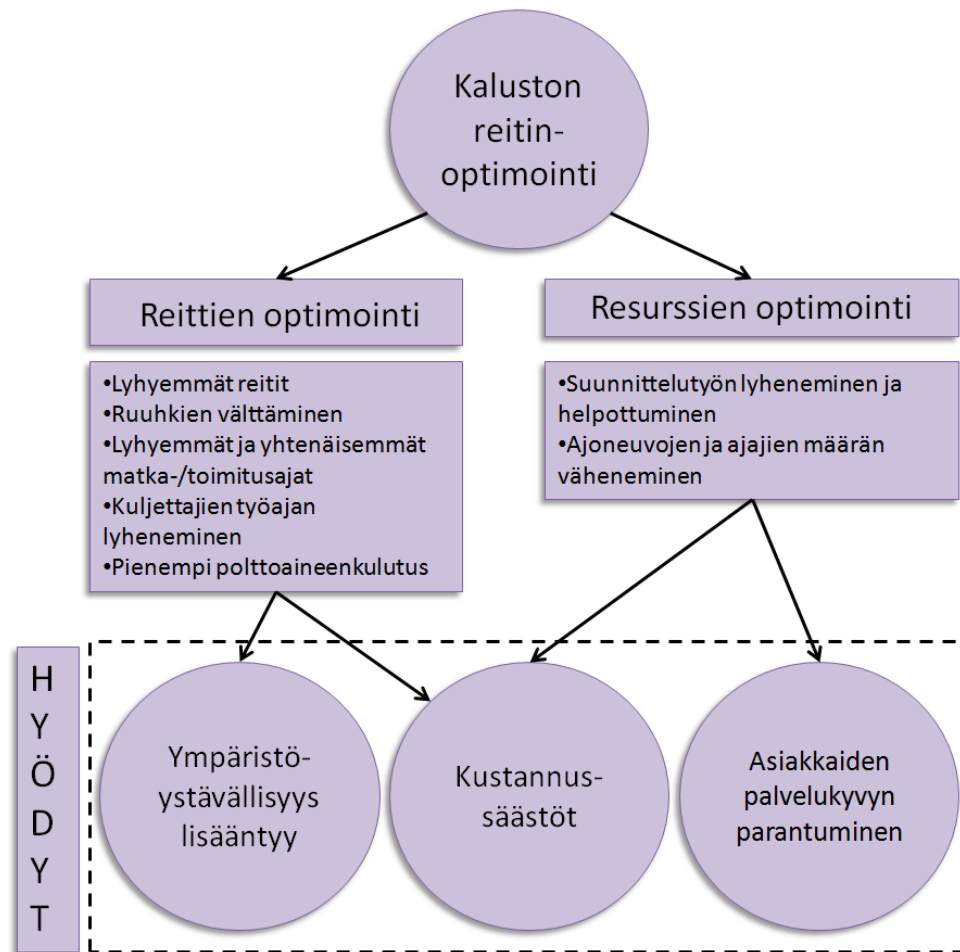 Kaluston
reitin-
optimointi
Reittien optimointi
Resurssien optimointi
•Lyhyemmät reitit
•Ruuhkien välttäminen
•Lyhyemmät ja yhtenäisemmät
matka-/toimitusajat
•Kuljettajien työajan
lyheneminen
•Pienempi polttoaineenkulutus
•Suunnittelutyön lyheneminen ja
helpottuminen
•Ajoneuvojen ja ajajien määrän
väheneminen
H
Y
Ö
D
Y
T
Ympäristö-
ystävällisyys
lisääntyy
Kustannus-
säästöt
Asiakkaiden
palvelukyvyn
parantuminen